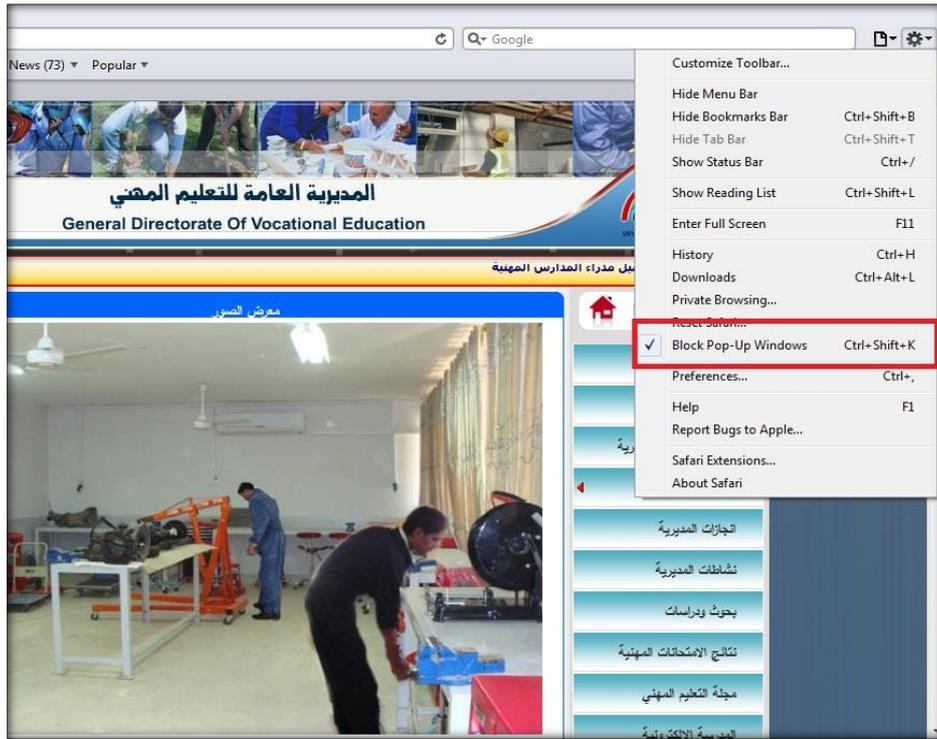 Google
News (73) ▾ Popular ▾
Customize Toolbar...
Hide Menu Bar
Hide Bookmarks Bar Ctrl+Shift+B
Hide Tab Bar Ctrl+Shift+T
Show Status Bar Ctrl+/
Show Reading List Ctrl+Shift+L
Enter Full Screen F11
History Ctrl+H
Downloads Ctrl+Alt+L
Private Browsing...
Reset Safari...
✓ Block Pop-Up Windows Ctrl+Shift+K
Preferences... Ctrl+,
Help F1
Report Bugs to Apple...
Safari Extensions...
About Safari
المديرية العامة للتعليم المهني
General Directorate Of Vocational Education
مدراء المدارس المهنية
معرض الصور
انجازات المديرية
نشاطات المديرية
بحوث ودراسات
نتائج الامتحانات المهنية
مجلة التعليم المهني
المدرسة الالكترونية